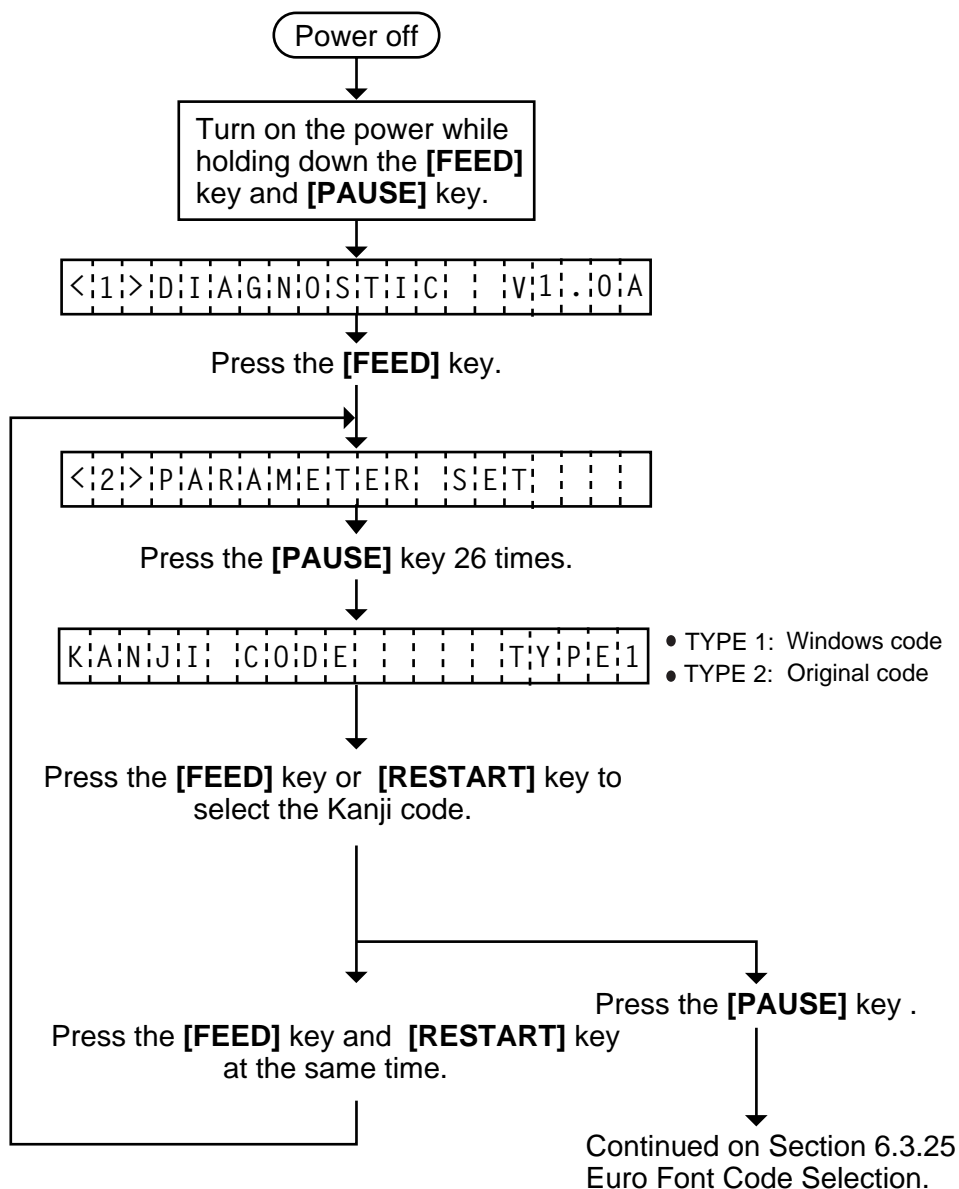 Power off
Turn on the power while
holding down the [FEED]
key and [PAUSE] key.
<1>DIAGNOSTIC  V1.0A
Press the [FEED] key.
<2>PARAMETER SET
Press the [PAUSE] key 26 times.
KANJI CODE     TYPE1
• TYPE 1: Windows code
• TYPE 2: Original code
Press the [FEED] key or [RESTART] key to
select the Kanji code.
Press the [PAUSE] key .
Press the [FEED] key and [RESTART] key
at the same time.
Continued on Section 6.3.25
Euro Font Code Selection.